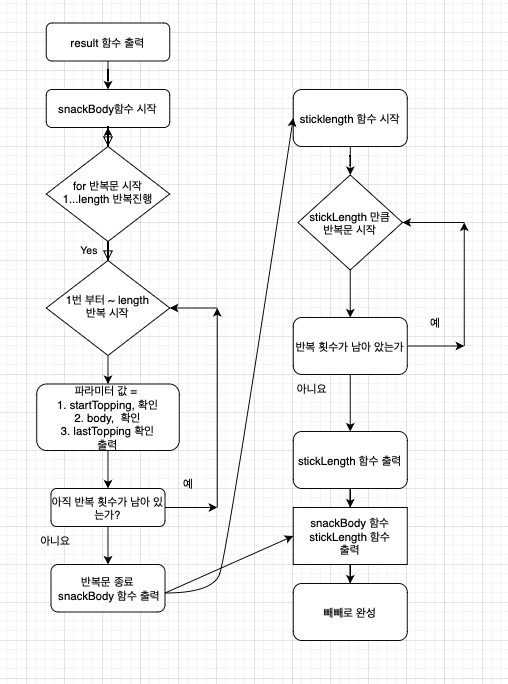 result 함수 출력
snackBody함수 시작
for 반복문 시작
1...length 반복진행
Yes
1번 부터 ~ length
반복 시작
파라미터 값 =
1. startTopping, 확인
2. body, 확인
3. lastTopping 확인
출력
예
아직 반복 횟수가 남아 있
는가?
아니요
반복문 종료
snackBody 함수 출력
sticklength 함수 시작
stickLength 만큼
반복문 시작
예
반복 횟수가 남아 았는가
아니요
stickLength 함수 출력
snackBody 함수
stickLength 함수
출력
빼빼로 완성